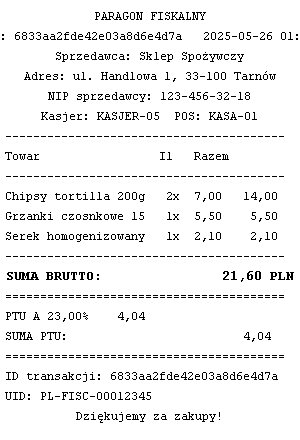 PARAGON FISKALNY
: 6833aa2fde42e03a8d6e4d7a 2025-05-26 01:
Sprzedawca: Sklep Spożywczy
Adres: ul. Handlowa 1, 33-100 Tarnów
NIP sprzedawcy: 123-456-32-18
Kasjer: KASJER-05 POS: KASA-01
----------------------------------------
Towar Il Razem
----------------------------------------
Chipsy tortilla 200g 2x 7,00 14,00
Grzanki czosnkowe 15 1x 5,50 5,50
Serek homogenizowany 1x 2,10 2,10
----------------------------------------
SUMA BRUTTO: 21,60 PLN
========================================
PTU A 23,00% 4,04
SUMA PTU: 4,04
========================================
ID transakcji: 6833aa2fde42e03a8d6e4d7a
UID: PL-FISC-00012345
Dziękujemy za zakupy!